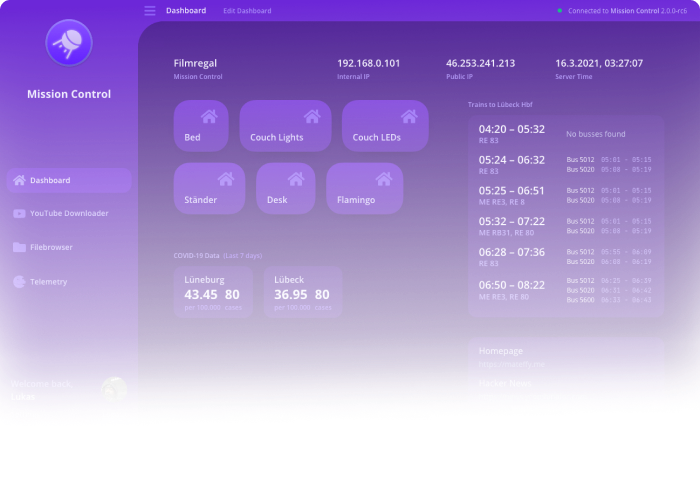 Dashboard
Edit Dashboard
Connected to Mission Control 2.0.0-rc6
Mission Control
Dashboard
YouTube Downloader
Filebrowser
Telemetry
Welcome back,
Filmregal
Mission Control
192.168.0.101
Internal IP
46.253.241.213
Public IP
16.3.2021, 03:27:07
Server Time
Bed
Couch Lights
Couch LEDs
Ständer
Desk
Flamingo
COVID-19 Data (Last 7 days)
Lüneburg
43.45 80
per 100.000 cases
Lübeck
36.95 80
per 100.000 cases
Trains to Lübeck Hbf
04:20 – 05:32
RE 83
No busses found
05:24 – 06:32
RE 83
Bus 5012 05:01 - 05:15
Bus 5020 05:08 - 05:19
05:25 – 06:51
ME RE3, RE 8
Bus 5012 05:01 - 05:15
Bus 5020 05:08 - 05:19
05:32 – 07:22
ME RB31, RE 80
Bus 5012 05:01 - 05:15
Bus 5020 05:08 - 05:19
06:28 – 07:36
RE 83
Bus 5012 05:55 - 06:09
Bus 5020 06:08 - 06:19
06:50 – 08:22
ME RE3, RE 80
Bus 5012 06:25 - 06:39
Bus 5020 06:31 - 06:42
Bus 5600 06:33 - 06:43
Homepage
Hacker News